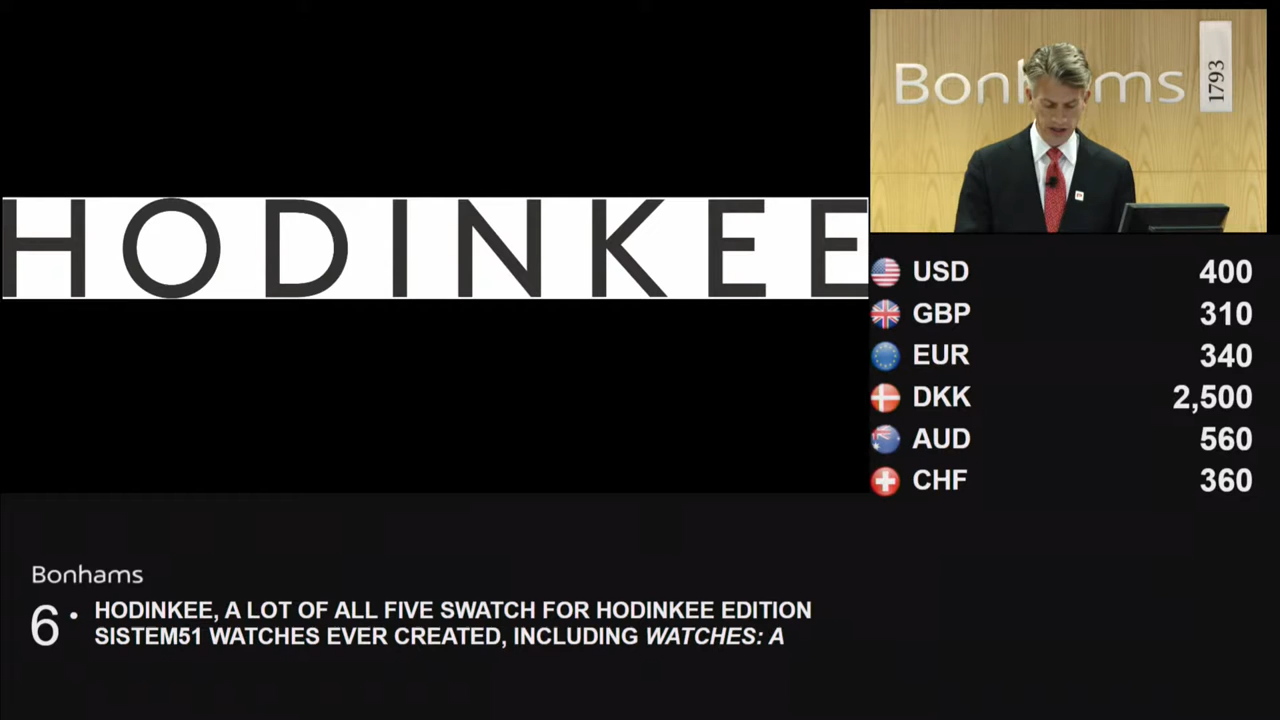 HODINKEE
Bonhams
1793
USD 400
GBP 310
EUR 340
DKK 2,500
AUD 560
CHF 360
Bonhams
6 • HODINKEE, A LOT OF ALL FIVE SWATCH FOR HODINKEE EDITION
SISTEM51 WATCHES EVER CREATED, INCLUDING WATCHES: A